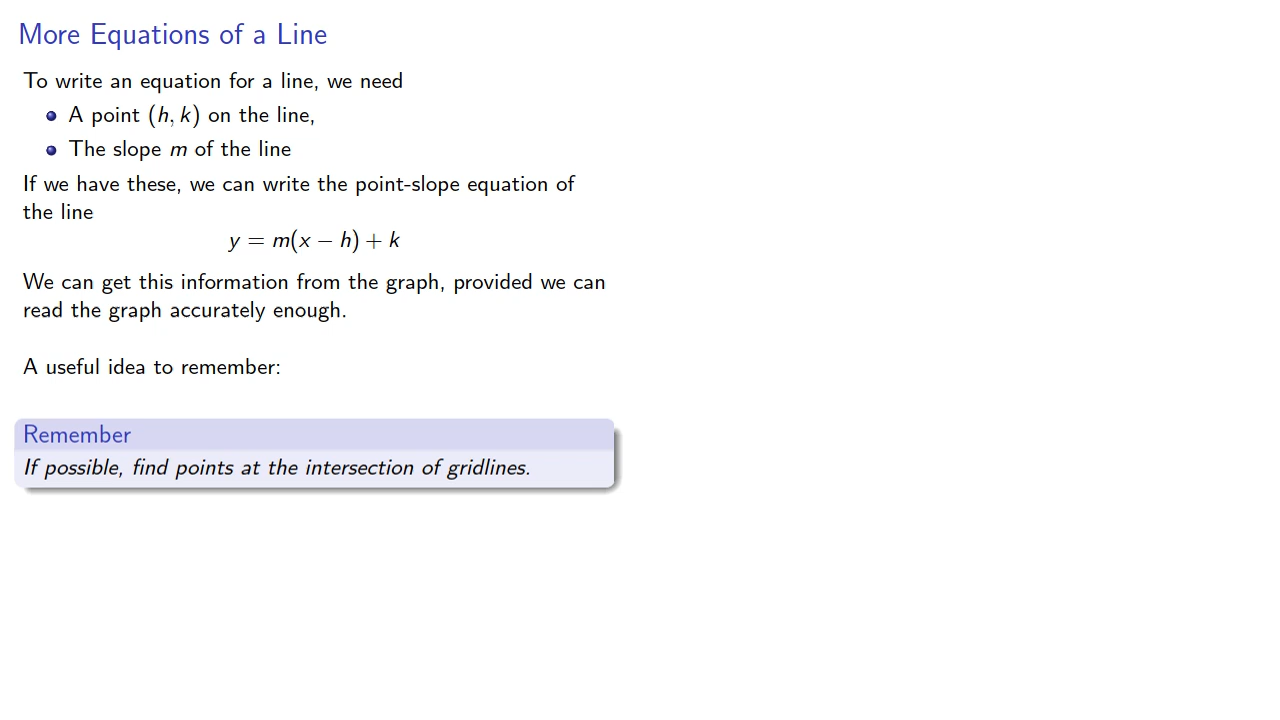 More Equations of a Line
To write an equation for a line, we need
A point (h, k) on the line,
The slope m of the line
If we have these, we can write the point-slope equation of
the line
y = m(x − h) + k
We can get this information from the graph, provided we can
read the graph accurately enough.
A useful idea to remember:
Remember
If possible, find points at the intersection of gridlines.